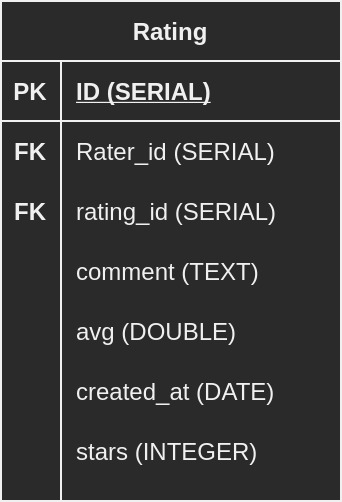 Rating
PK ID (SERIAL)
FK Rater_id (SERIAL)
FK rating_id (SERIAL)
comment (TEXT)
avg (DOUBLE)
created_at (DATE)
stars (INTEGER)